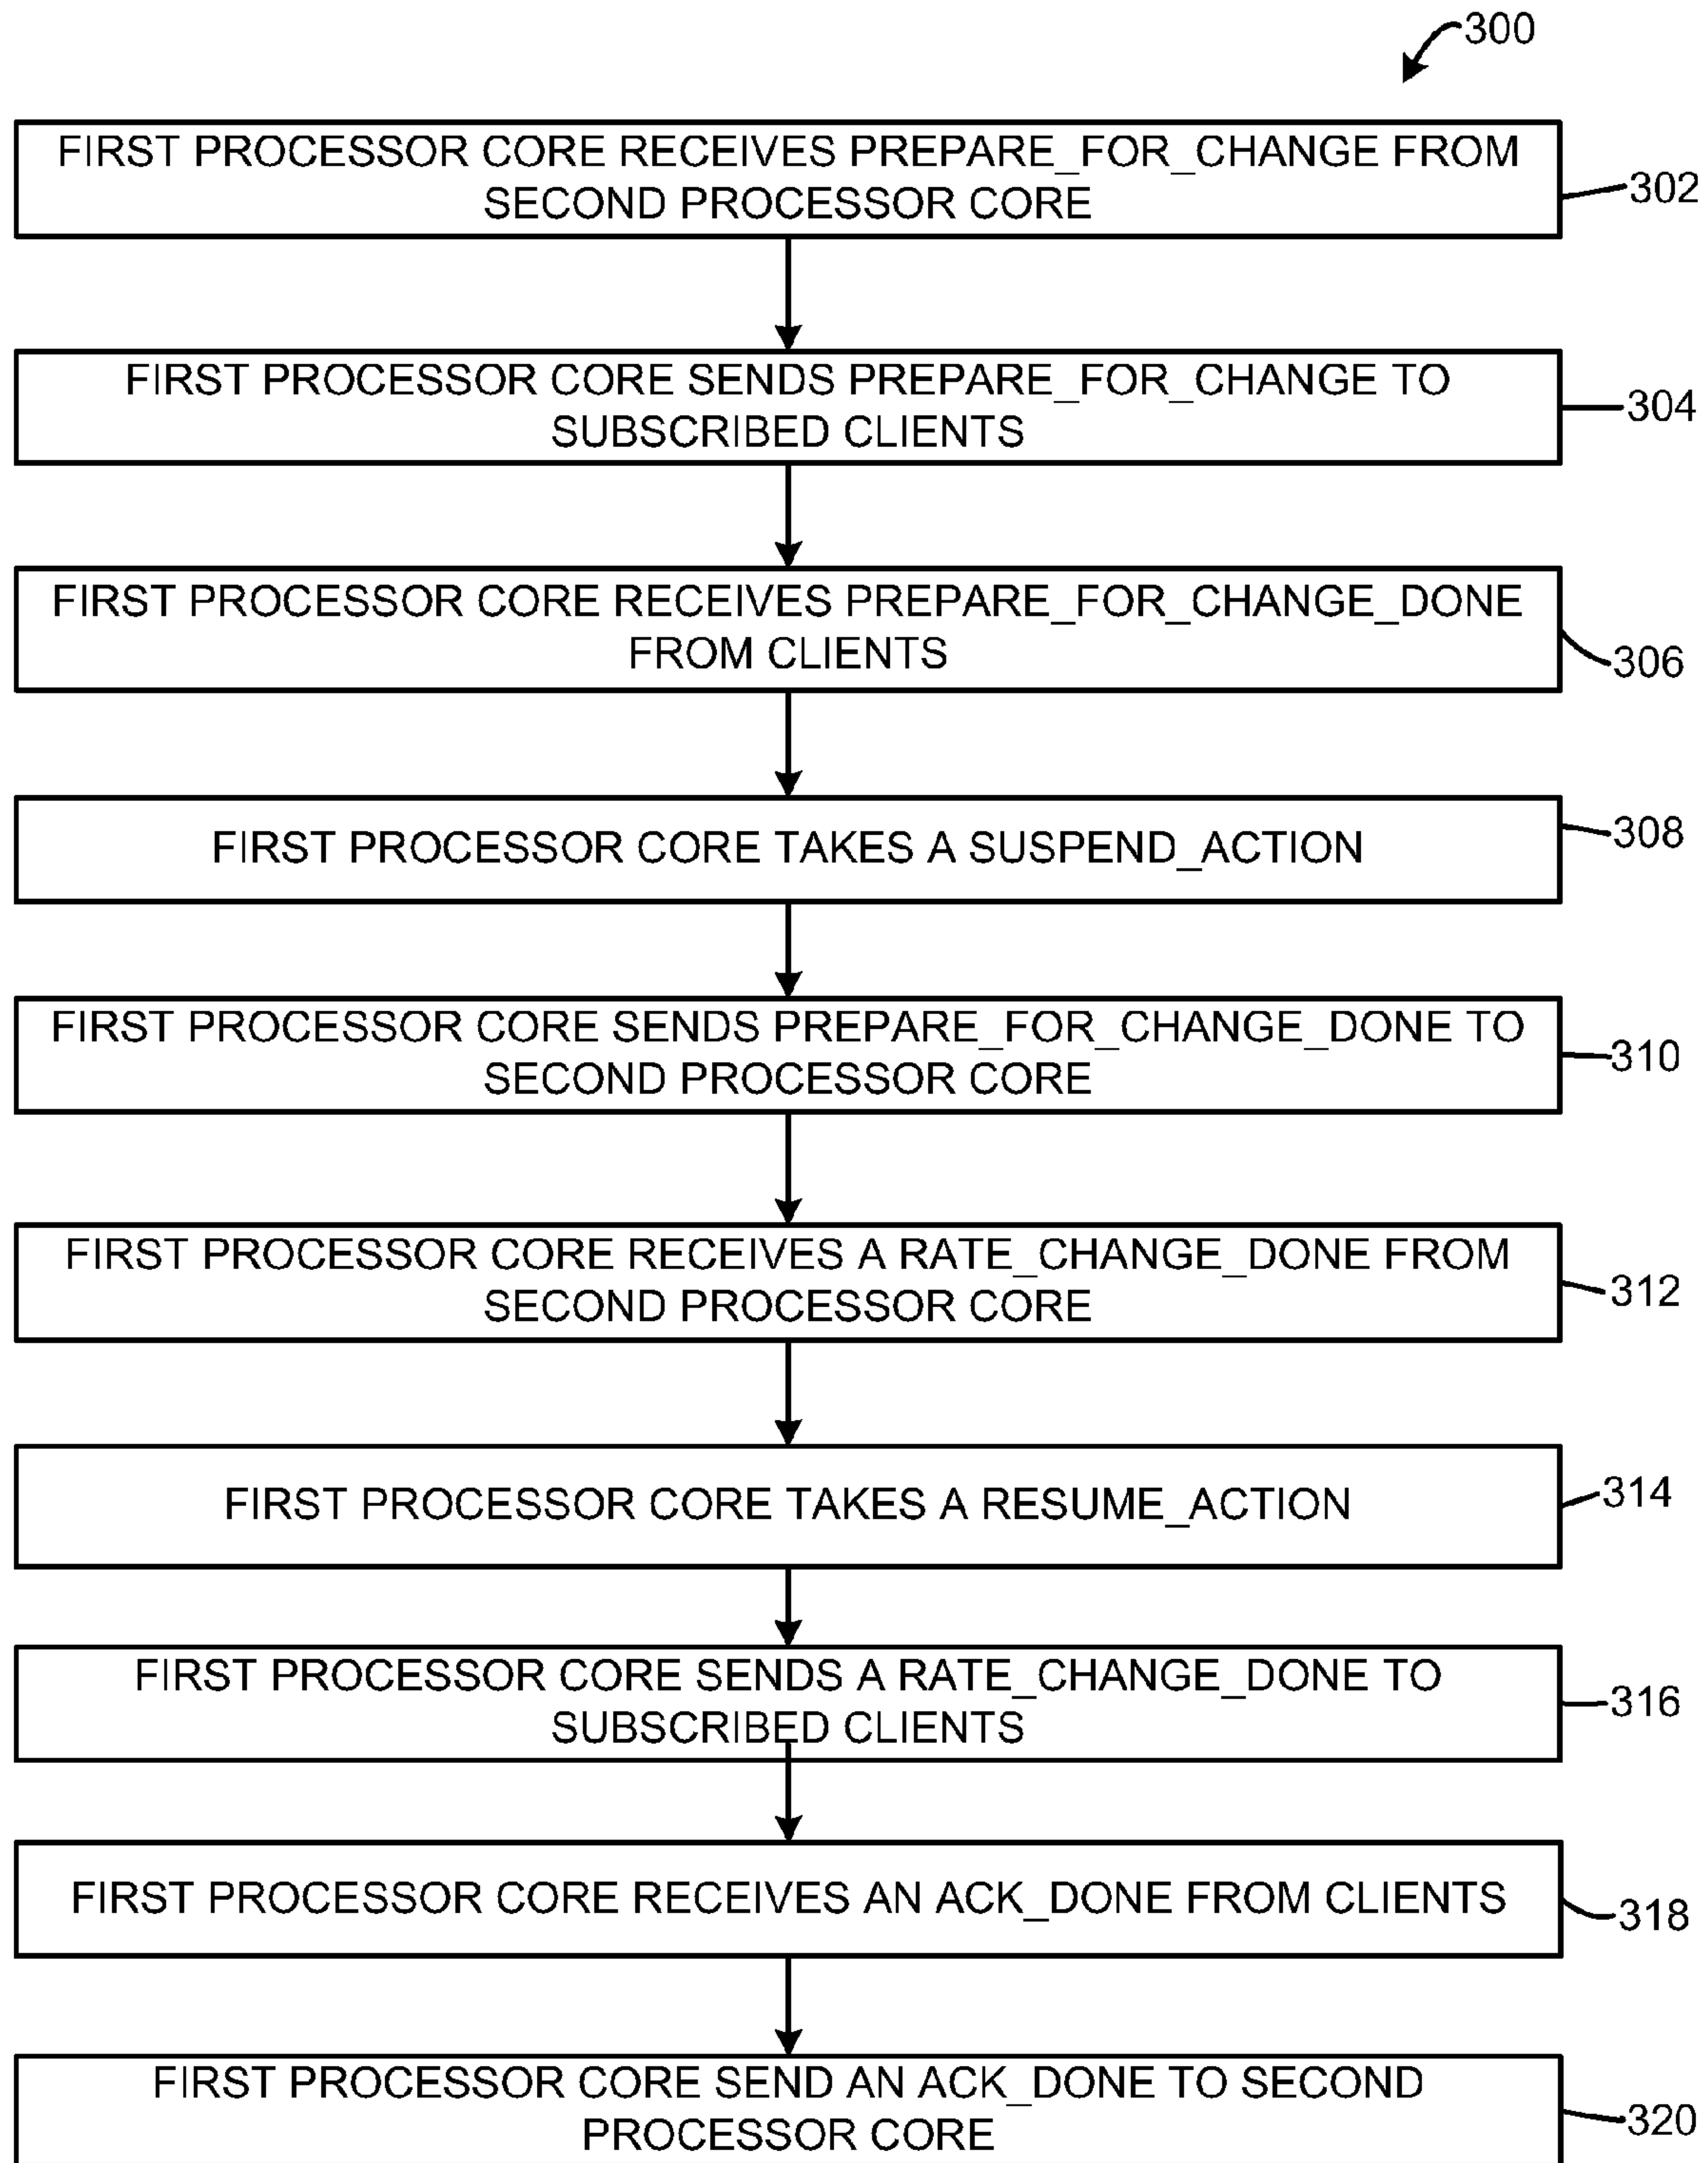 300
FIRST PROCESSOR CORE RECEIVES PREPARE_FOR_CHANGE FROM
SECOND PROCESSOR CORE
302
FIRST PROCESSOR CORE SENDS PREPARE_FOR_CHANGE TO
SUBSCRIBED CLIENTS
304
FIRST PROCESSOR CORE RECEIVES PREPARE_FOR_CHANGE_DONE
FROM CLIENTS
306
FIRST PROCESSOR CORE TAKES A SUSPEND_ACTION
308
FIRST PROCESSOR CORE SENDS PREPARE_FOR_CHANGE_DONE TO
SECOND PROCESSOR CORE
310
FIRST PROCESSOR CORE RECEIVES A RATE_CHANGE_DONE FROM
SECOND PROCESSOR CORE
312
FIRST PROCESSOR CORE TAKES A RESUME_ACTION
314
FIRST PROCESSOR CORE SENDS A RATE_CHANGE_DONE TO
SUBSCRIBED CLIENTS
316
FIRST PROCESSOR CORE RECEIVES AN ACK_DONE FROM CLIENTS
318
FIRST PROCESSOR CORE SEND AN ACK_DONE TO SECOND
PROCESSOR CORE
320